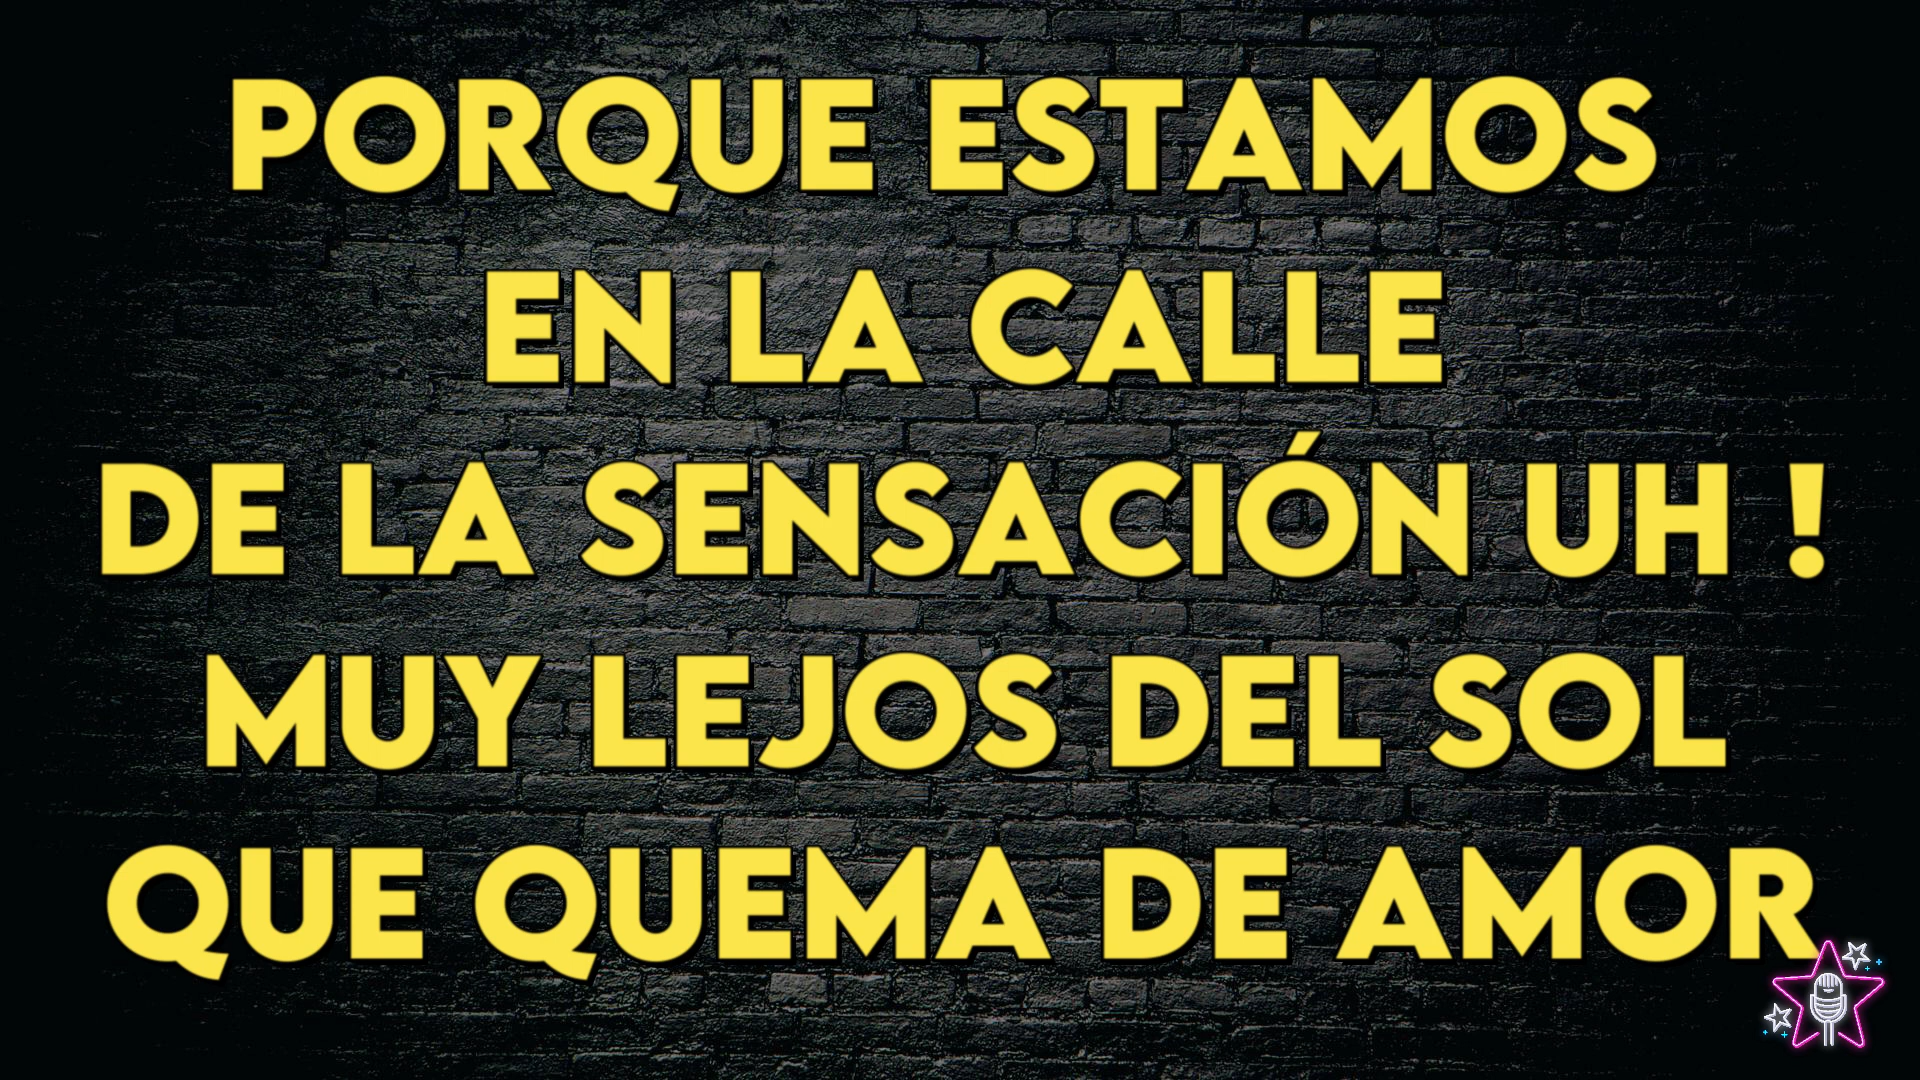 PORQUE ESTAMOS
EN LA CALLE
DE LA SENSACIÓN UH !
MUY LEJOS DEL SOL
QUE QUEMA DE AMOR